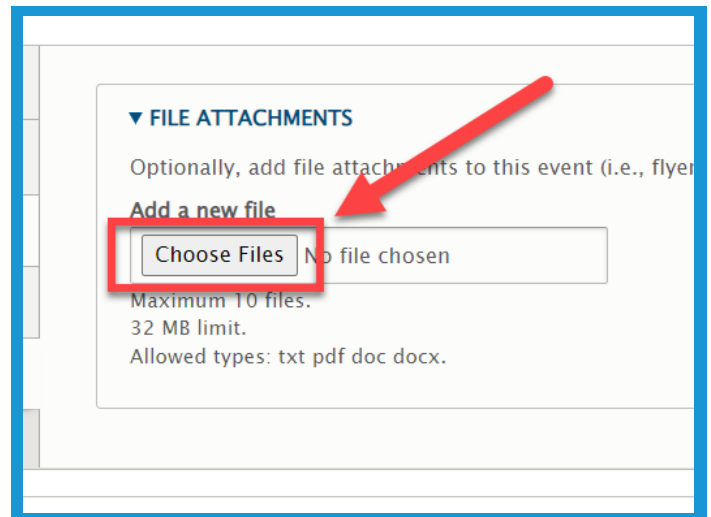 ▼ FILE ATTACHMENTS
Optionally, add file attachments to this event (i.e., flyer
Add a new file
Choose Files No file chosen
Maximum 10 files.
32 MB limit.
Allowed types: txt pdf doc docx.